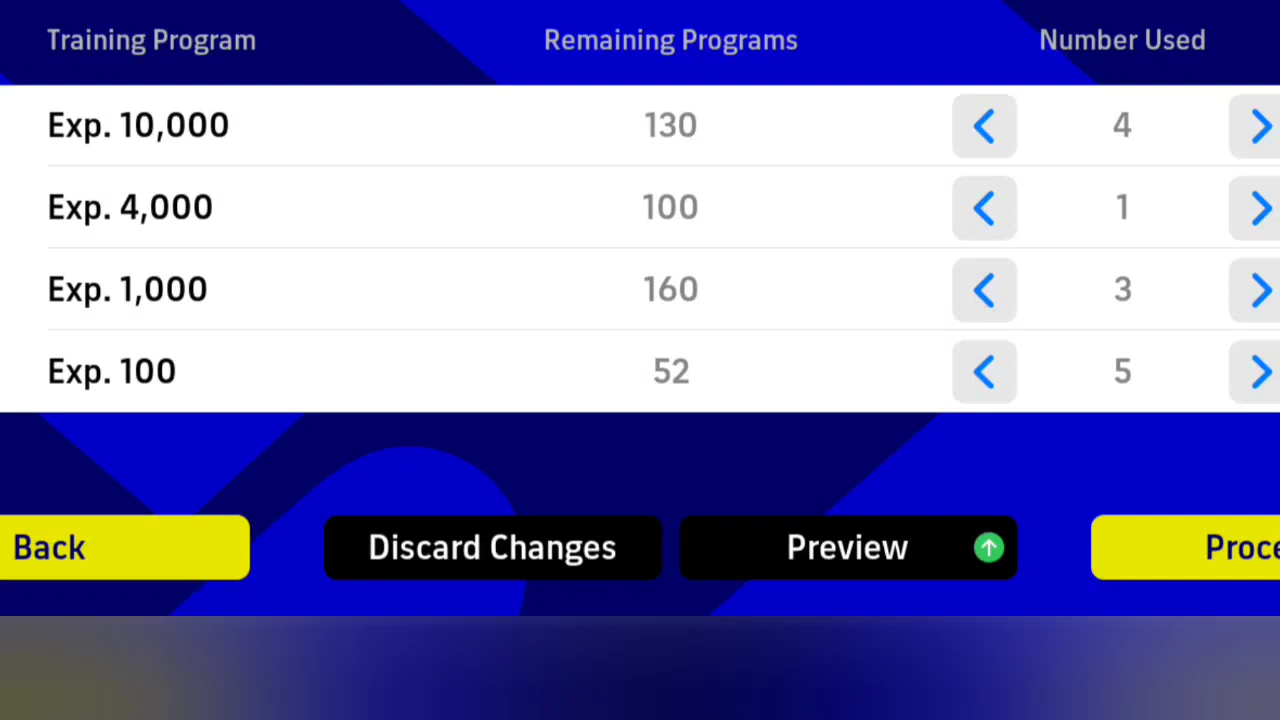 Training Program Remaining Programs Number Used
Exp. 10,000 130 4
Exp. 4,000 100 1
Exp. 1,000 160 3
Exp. 100 52 5
Back Discard Changes Preview Proce